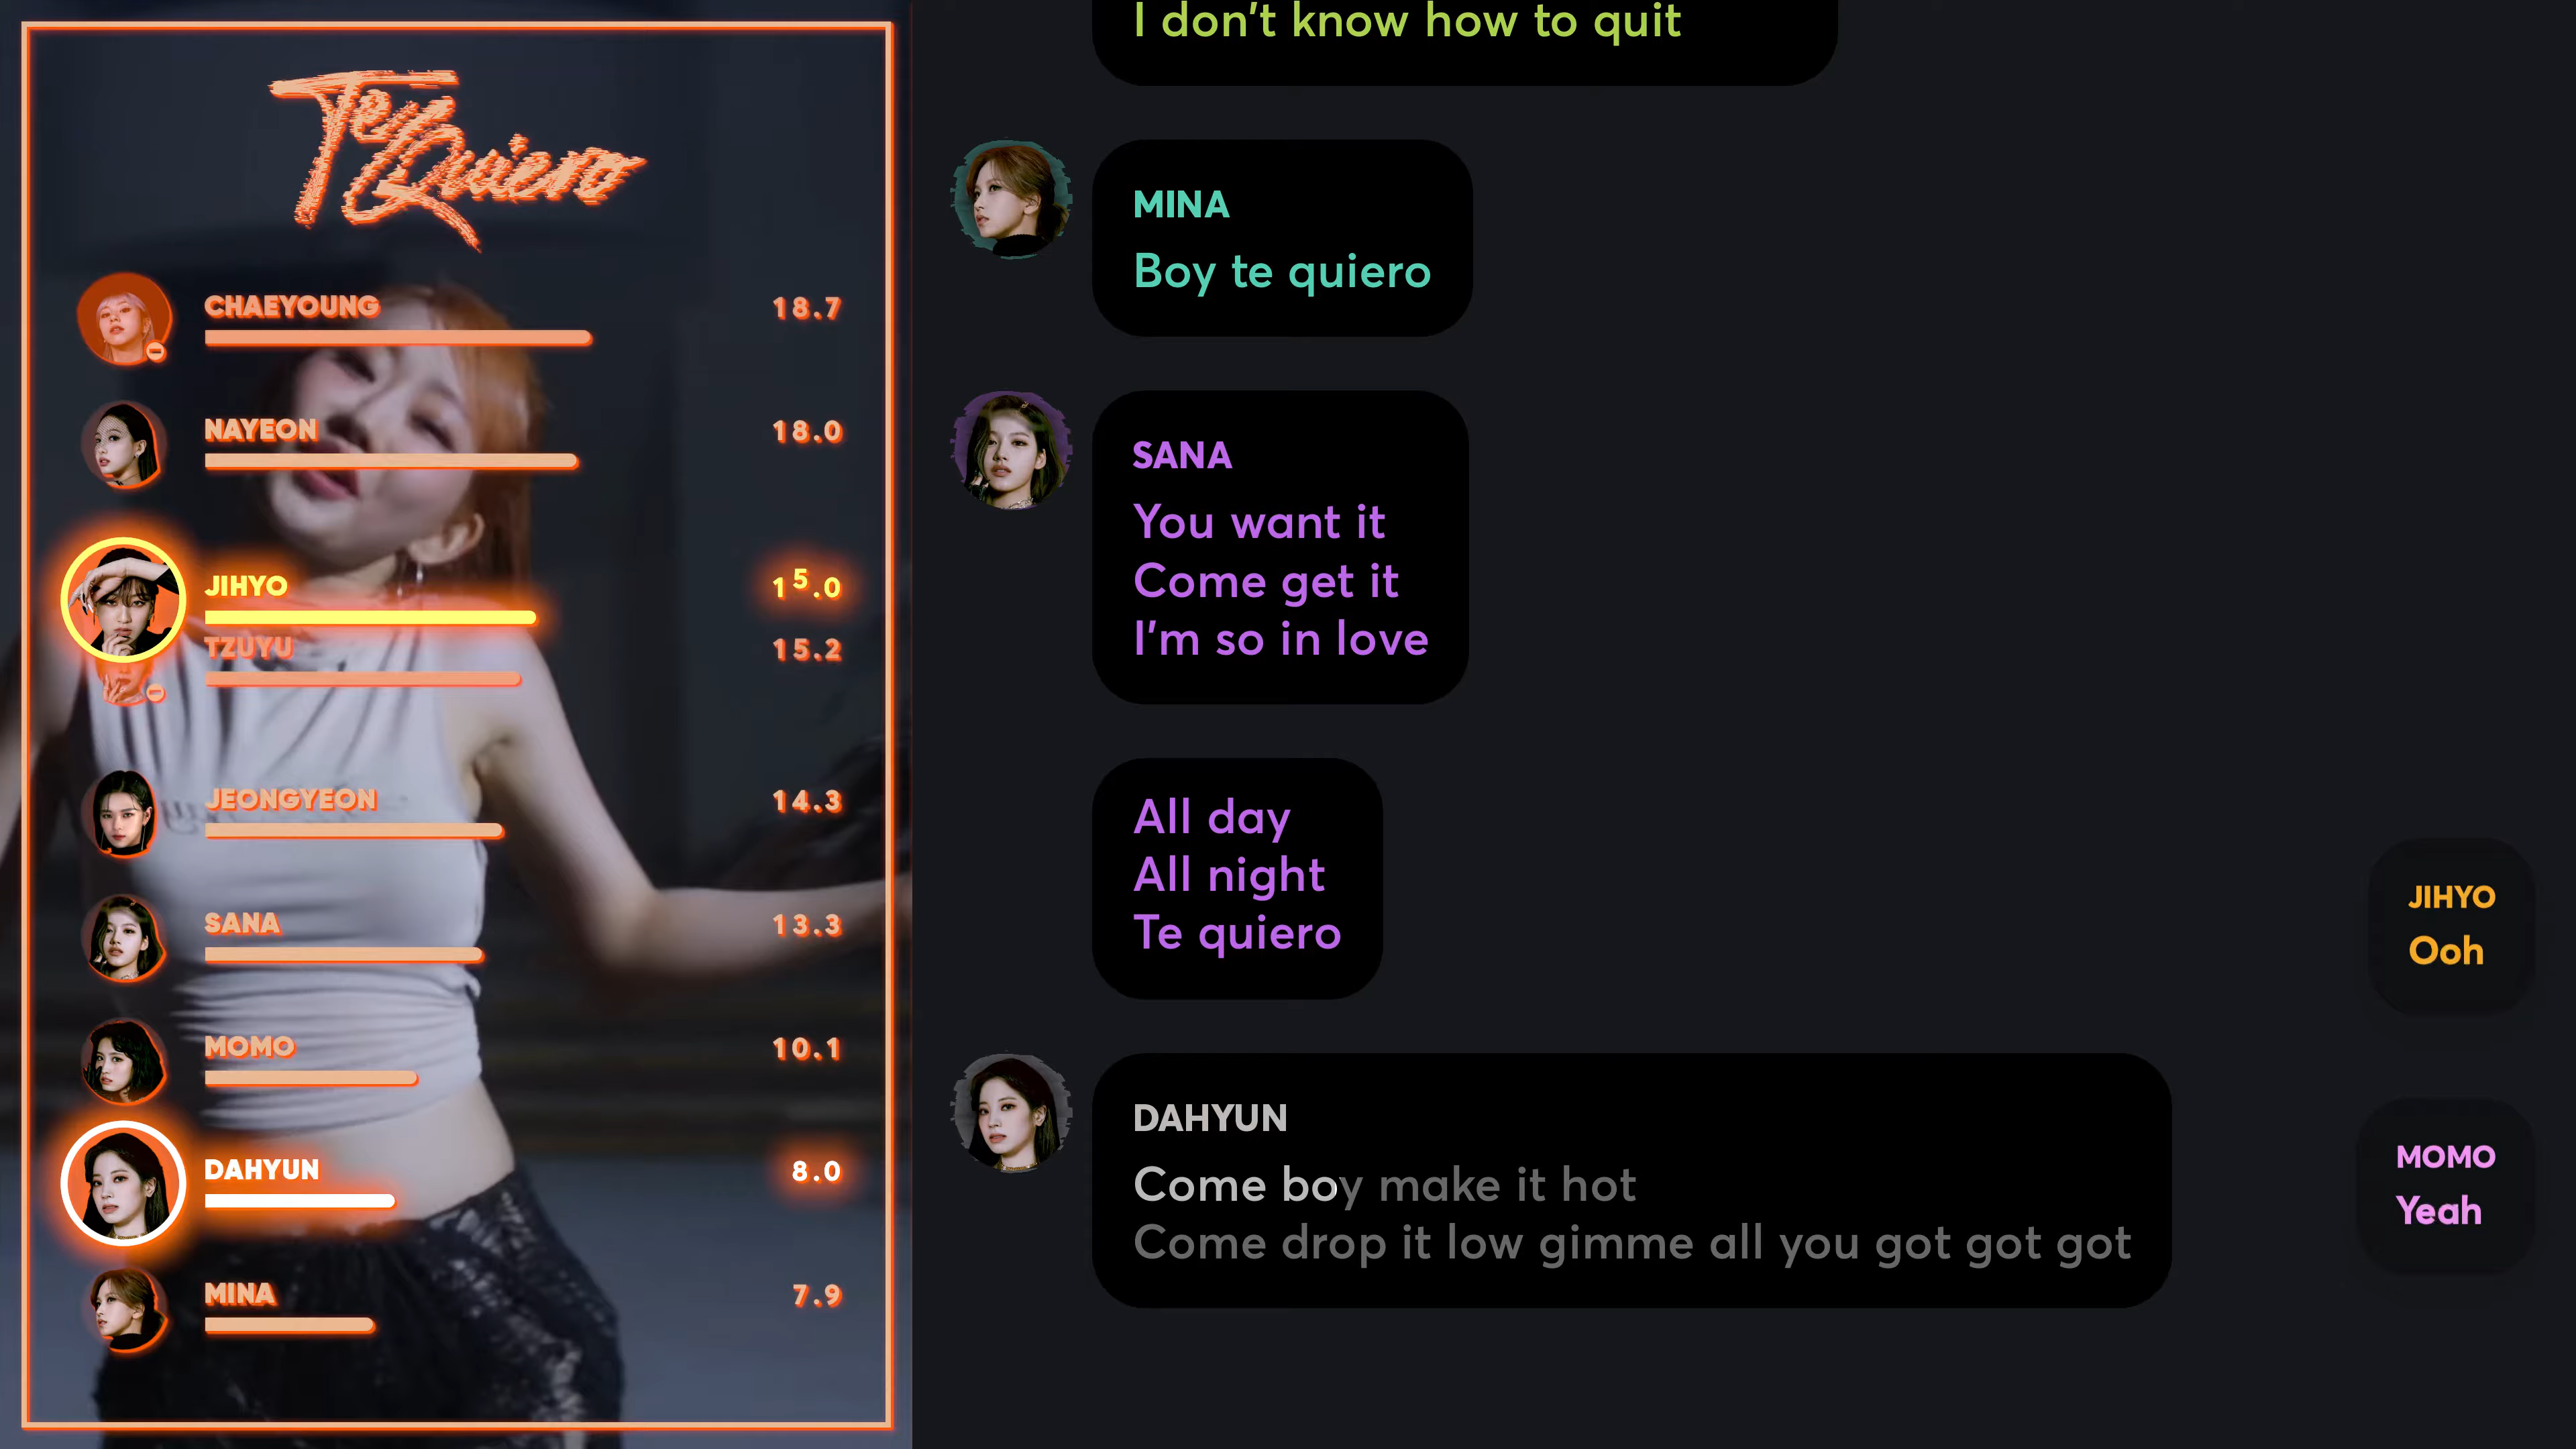 Te Quiero
CHAEYOUNG 18.7
NAYEON 18.0
JIHYO 15.0
TZUYU 15.2
JEONGYEON 14.3
SANA 13.3
MOMO 10.1
DAHYUN 8.0
MINA 7.9
I don't know how to quit
MINA
Boy te quiero
SANA
You want it
Come get it
I'm so in love
All day
All night
Te quiero
JIHYO
Ooh
DAHYUN
Come boy make it hot
Come drop it low gimme all you got got got
MOMO
Yeah